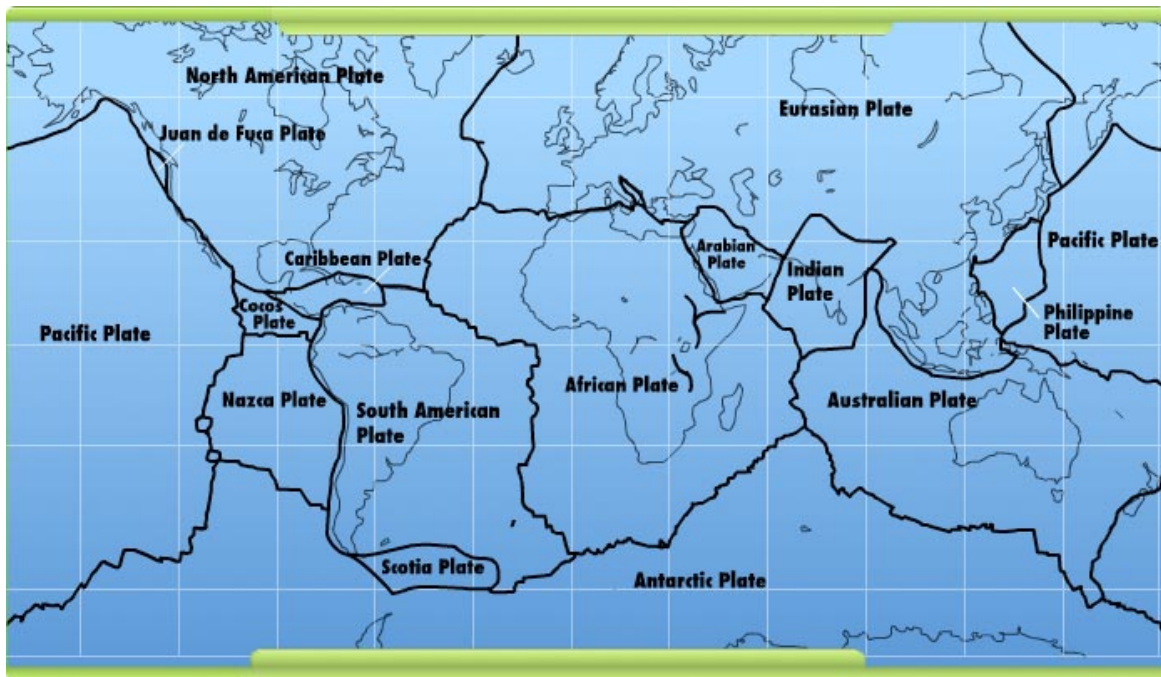 North American Plate
Eurasian Plate
Juan de Fuca Plate
Caribbean Plate
Arabian
Plate
Indian
Plate
Pacific Plate
Cocos
Plate
Philippine
Plate
Pacific Plate
Nazca Plate
South American
Plate
African Plate
Australian Plate
Scotia Plate
Antarctic Plate